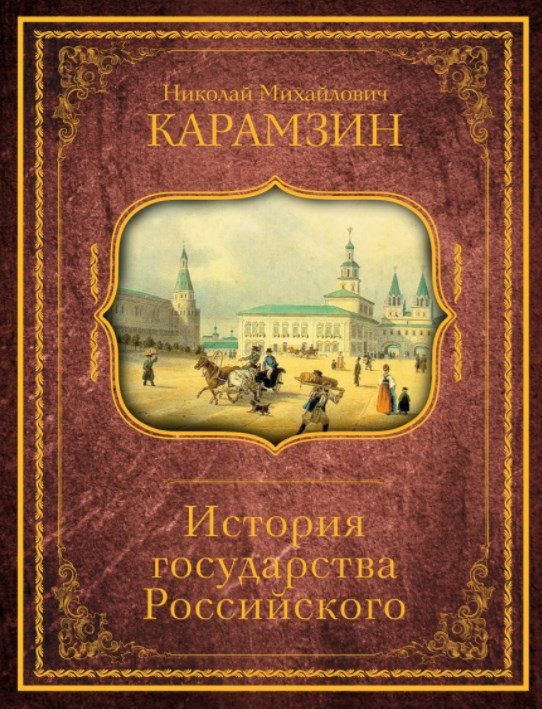 Николай Михайлович
КАРАМЗИН
История
государства
Российского